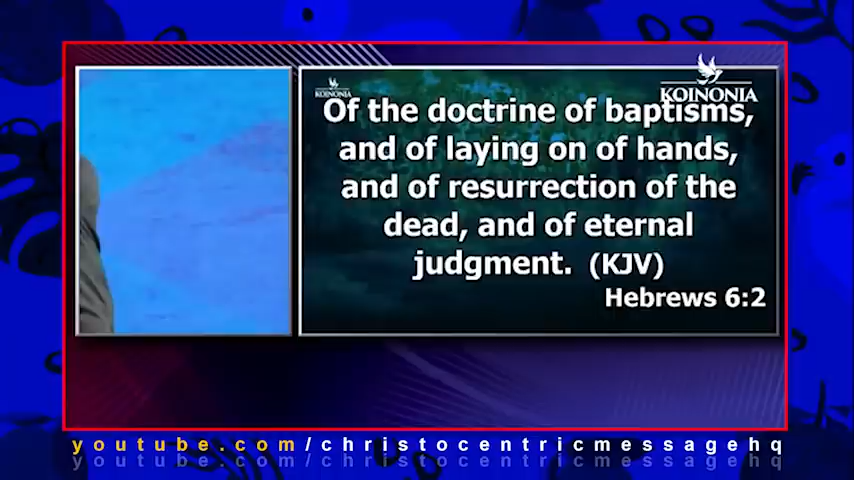 KOINONIA
KOINONIA
Of the doctrine of baptisms,
and of laying on of hands,
and of resurrection of the
dead, and of eternal
judgment. (KJV)
Hebrews 6:2
youtube.com/christocentricmessagehq
youtube.com/christocentricmessagehq